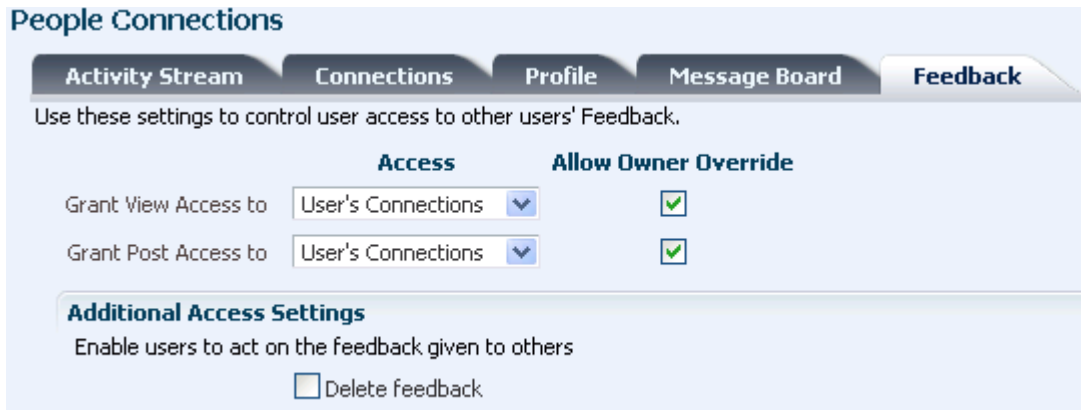 People Connections
Activity Stream Connections Profile Message Board Feedback
Use these settings to control user access to other users' Feedback.
Access Allow Owner Override
Grant View Access to User's Connections
Grant Post Access to User's Connections
Additional Access Settings
Enable users to act on the feedback given to others
Delete feedback